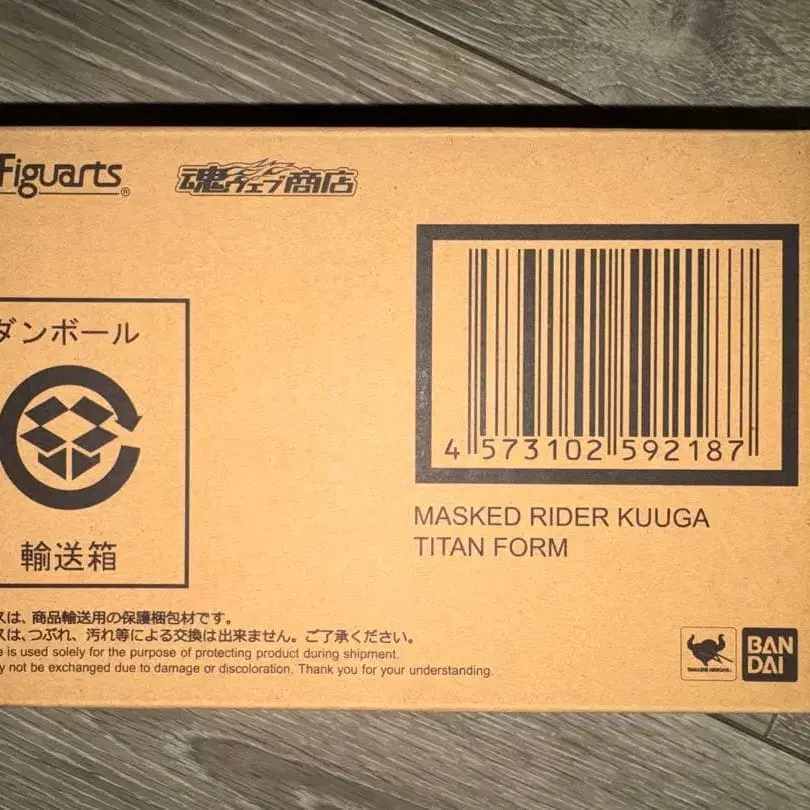 Figuarts®
魂ウェブ商店
ダンボール
輸送箱
4 573102 592187
MASKED RIDER KUUGA
TITAN FORM
スは、商品輸送用の保護梱包材です。
スは、つぶれ、汚れ等による交換は出来ません。ご了承ください。
e is used solely for the purpose of protecting product during shipment.
y not be exchanged due to damage or discoloration. Thank you for your understanding.
BAN
DAI